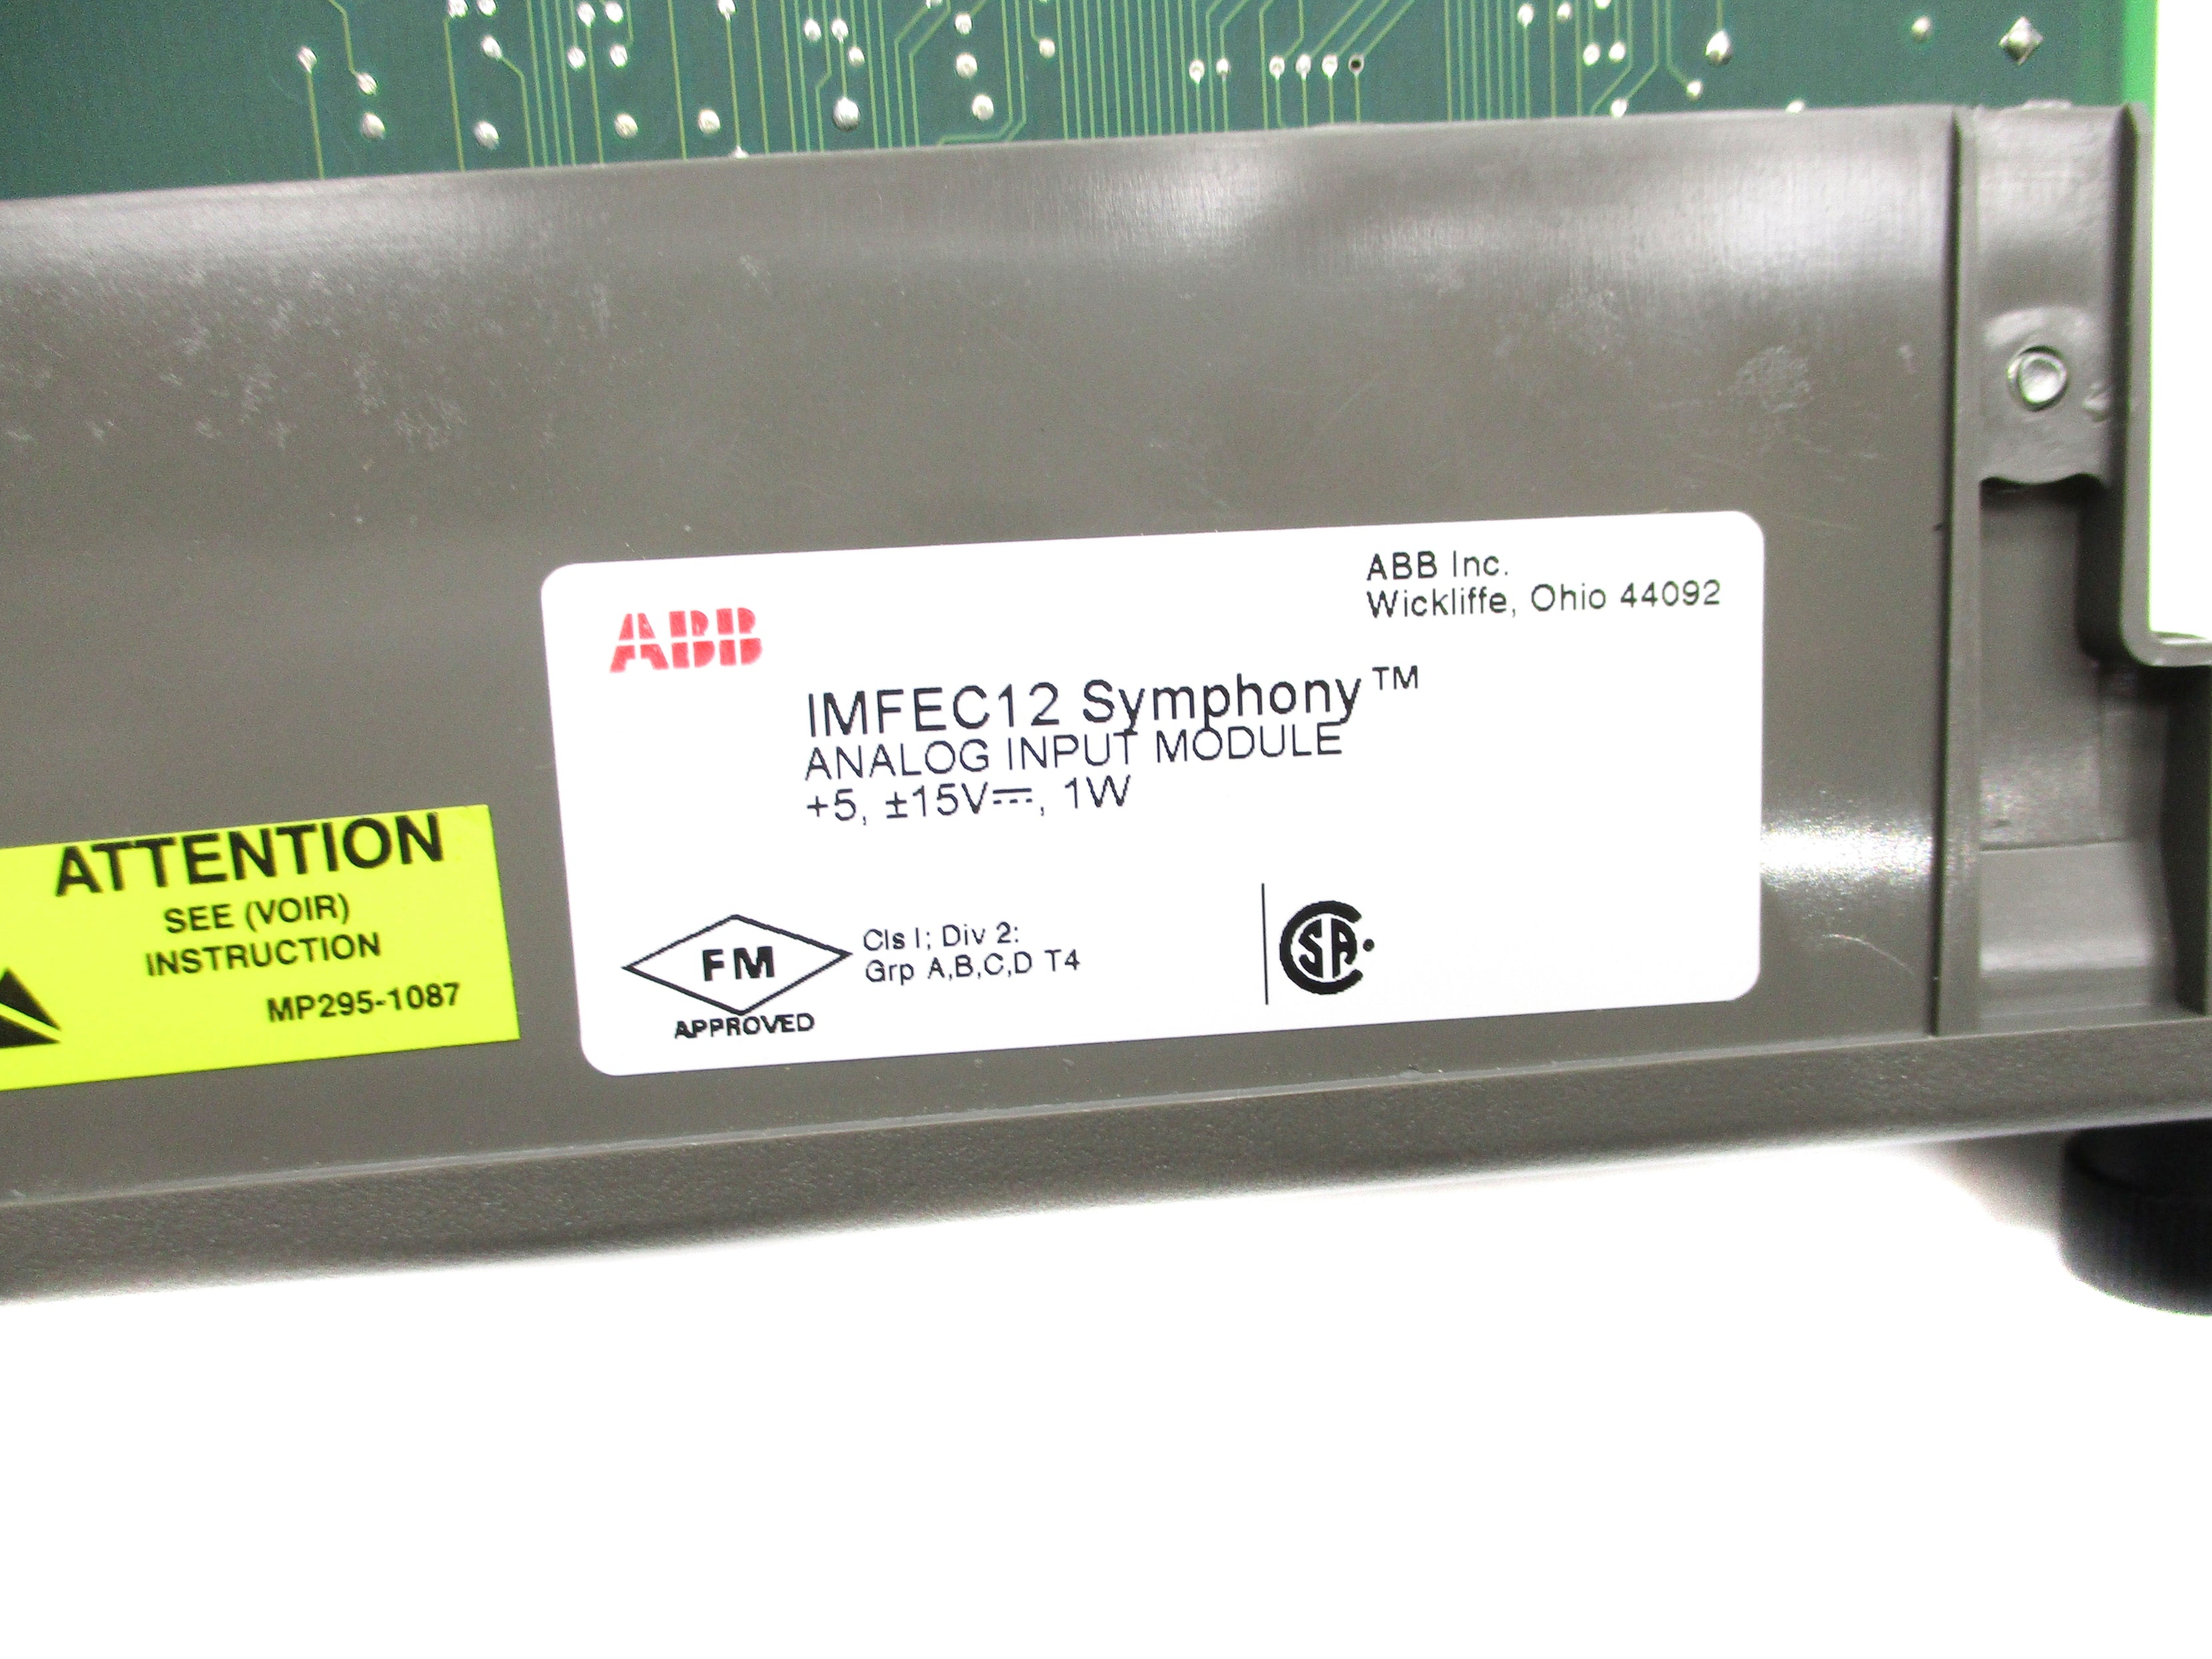 ABB
ABB Inc.
Wickliffe, Ohio 44092
IMFEC12 Symphony™
ANALOG INPUT MODULE
+5, ±15V⎓, 1W
FM
APPROVED
Cls I; Div 2:
Grp A,B,C,D T4
CSA
ATTENTION
SEE (VOIR)
INSTRUCTION
MP295-1087